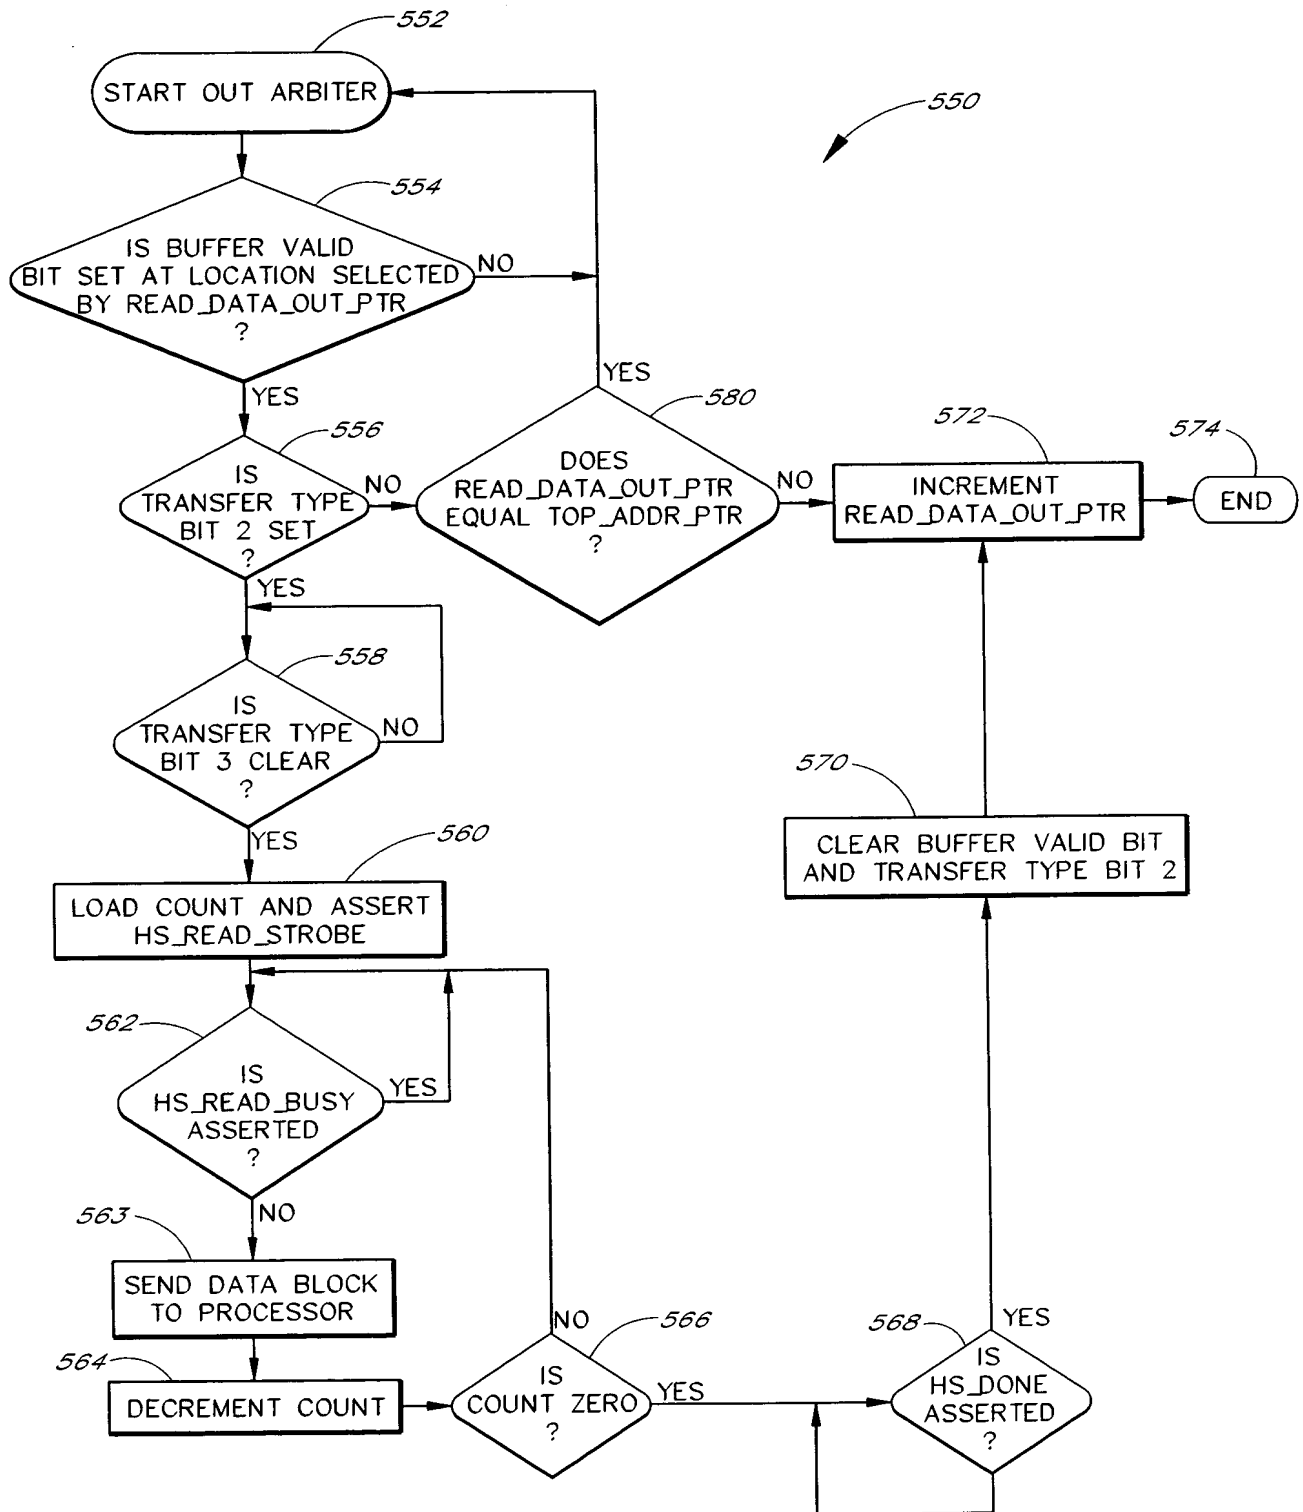 552
START OUT ARBITER
550
554
IS BUFFER VALID
BIT SET AT LOCATION SELECTED
BY READ_DATA_OUT_PTR
?
NO
YES
YES
580
556
IS
TRANSFER TYPE
BIT 2 SET
?
NO
DOES
READ_DATA_OUT_PTR
EQUAL TOP_ADDR_PTR
?
NO
572
INCREMENT
READ_DATA_OUT_PTR
574
END
YES
558
IS
TRANSFER TYPE
BIT 3 CLEAR
?
NO
YES
570
CLEAR BUFFER VALID BIT
AND TRANSFER TYPE BIT 2
560
LOAD COUNT AND ASSERT
HS_READ_STROBE
562
IS
HS_READ_BUSY
ASSERTED
?
YES
NO
563
SEND DATA BLOCK
TO PROCESSOR
564
DECREMENT COUNT
NO
566
IS
COUNT ZERO
?
YES
568
YES
IS
HS_DONE
ASSERTED
?